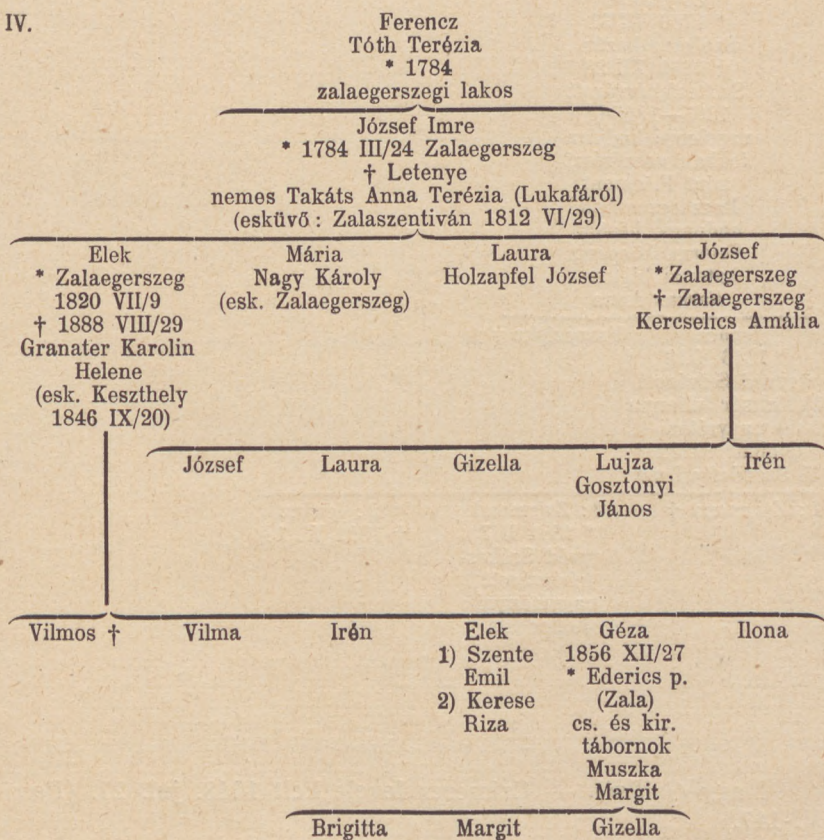 IV.
Ferencz
Tóth Terézia
* 1784
zalaegerszegi lakos
József Imre
* 1784 III/24 Zalaegerszeg
† Letenye
nemes Takáts Anna Terézia (Lukafáról)
(esküvő : Zalaszentiván 1812 VI/29)
Elek
* Zalaegerszeg
1820 VII/9
† 1888 VIII/29
Granater Karolin
Helene
(esk. Keszthely
1846 IX/20)
Mária
Nagy Károly
(esk. Zalaegerszeg)
Laura
Holzapfel József
József
* Zalaegerszeg
† Zalaegerszeg
Kercselics Amália
József
Laura
Gizella
Lujza
Gosztonyi
János
Irén
Vilmos †
Vilma
Irén
Elek
1) Szente
Emil
2) Kerese
Riza
Géza
1856 XII/27
* Ederics p.
(Zala)
cs. és kir.
tábornok
Muszka
Margit
Ilona
Brigitta
Margit
Gizella